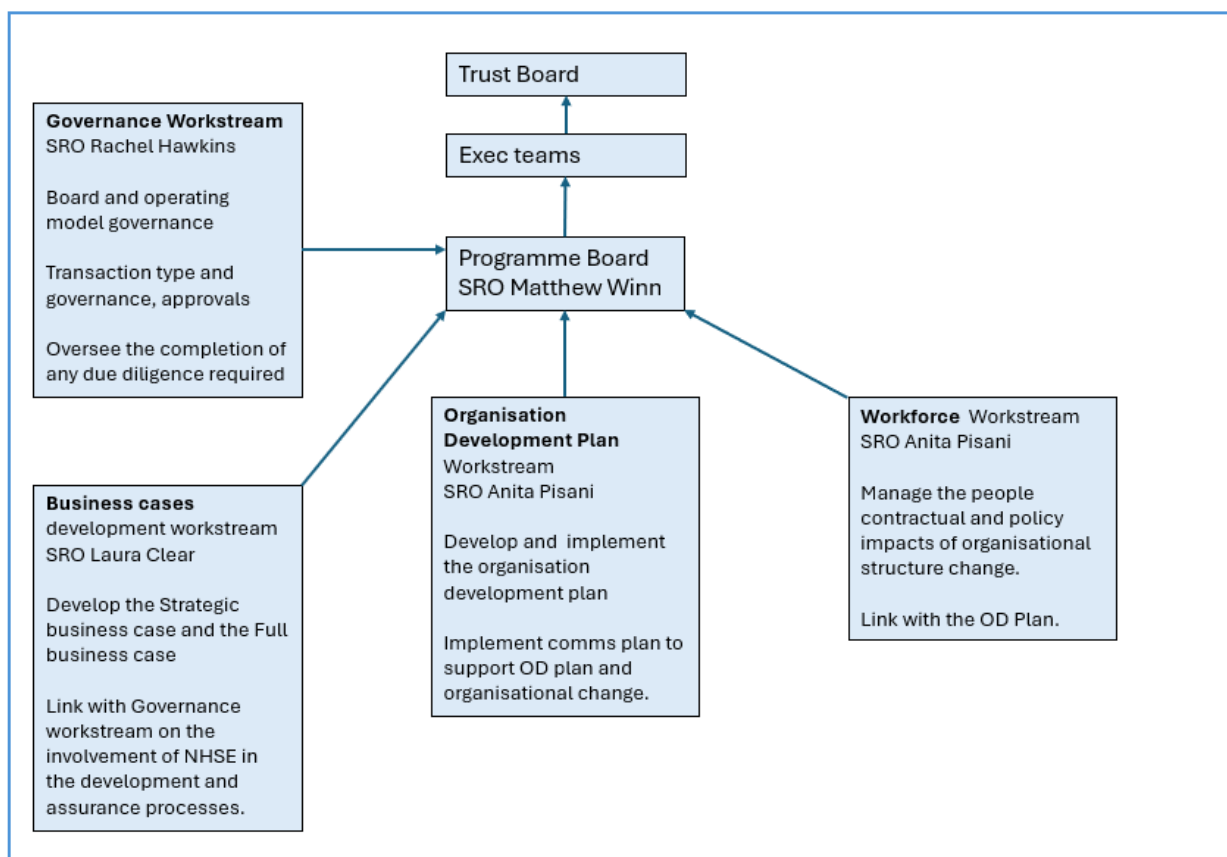 Trust Board
Exec teams
Programme Board
SRO Matthew Winn
Governance Workstream
SRO Rachel Hawkins
Board and operating
model governance
Transaction type and
governance, approvals
Oversee the completion of
any due diligence required
Business cases
development workstream
SRO Laura Clear
Develop the Strategic
business case and the Full
business case
Link with Governance
workstream on the
involvement of NHSE in
the development and
assurance processes.
Organisation
Development Plan
Workstream
SRO Anita Pisani
Develop and implement
the organisation
development plan
Implement comms plan to
support OD plan and
organisational change.
Workforce Workstream
SRO Anita Pisani
Manage the people
contractual and policy
impacts of organisational
structure change.
Link with the OD Plan.